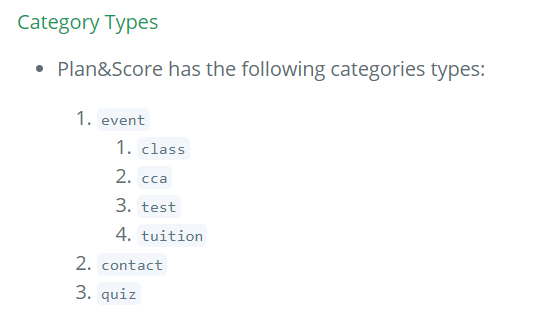 Category Types
• Plan&Score has the following categories types:
1. event
1. class
2. cca
3. test
4. tuition
2. contact
3. quiz